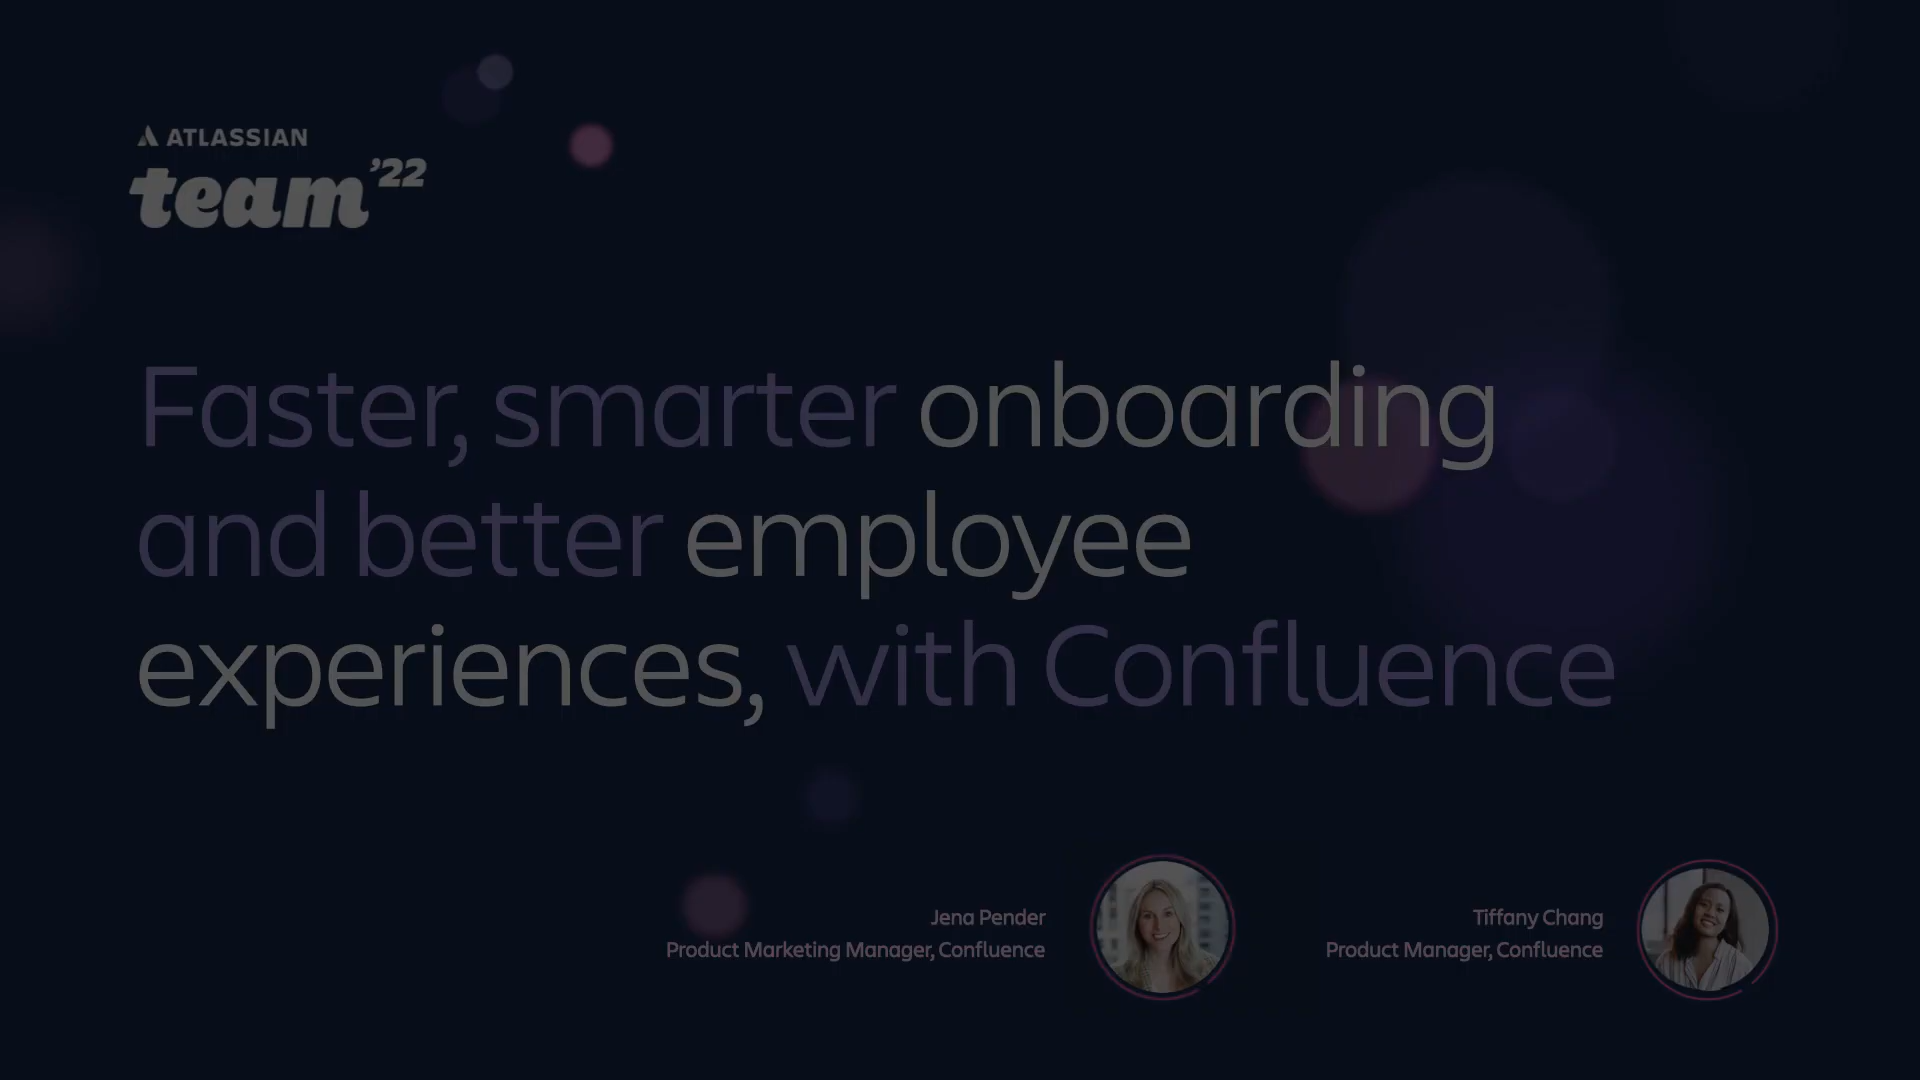 ATLASSIAN
team '22
Faster, smarter onboarding
and better employee
experiences, with Confluence
Jena Pender
Product Marketing Manager, Confluence
Tiffany Chang
Product Manager, Confluence